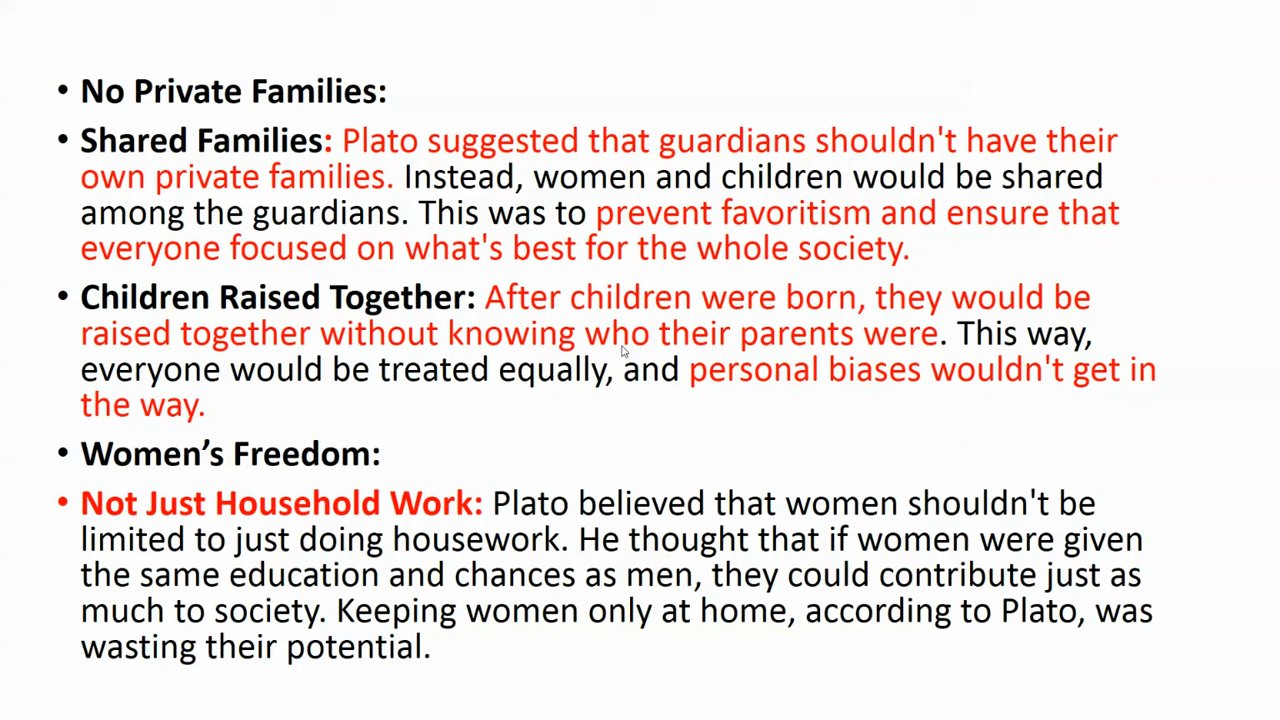 • No Private Families:
• Shared Families: Plato suggested that guardians shouldn't have their
own private families. Instead, women and children would be shared
among the guardians. This was to prevent favoritism and ensure that
everyone focused on what's best for the whole society.
• Children Raised Together: After children were born, they would be
raised together without knowing who their parents were. This way,
everyone would be treated equally, and personal biases wouldn't get in
the way.
• Women’s Freedom:
• Not Just Household Work: Plato believed that women shouldn't be
limited to just doing housework. He thought that if women were given
the same education and chances as men, they could contribute just as
much to society. Keeping women only at home, according to Plato, was
wasting their potential.